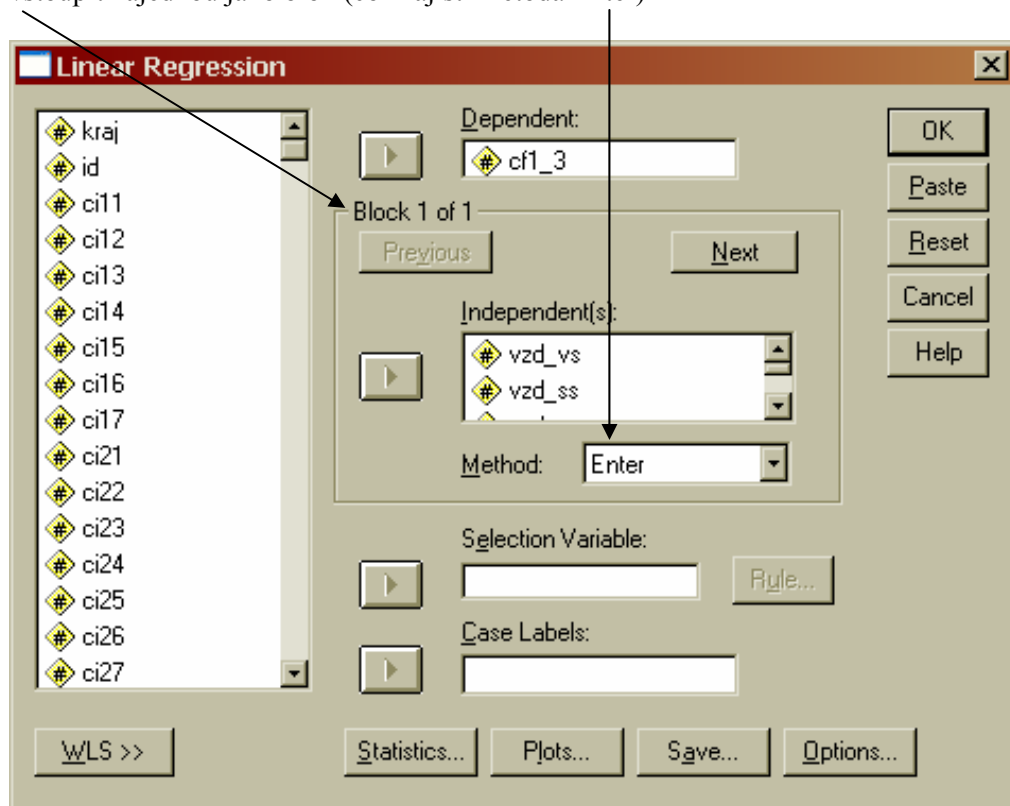 Linear Regression
kraj
id
ci11
ci12
ci13
ci14
ci15
ci16
ci17
ci21
ci22
ci23
ci24
ci25
ci26
ci27
Dependent:
cf1_3
Block 1 of 1
Previous
Next
Independent(s):
vzd_vs
vzd_ss
Method:
Enter
Selection Variable:
Rule...
Case Labels:
OK
Paste
Reset
Cancel
Help
WLS >>
Statistics...
Plots...
Save...
Options...